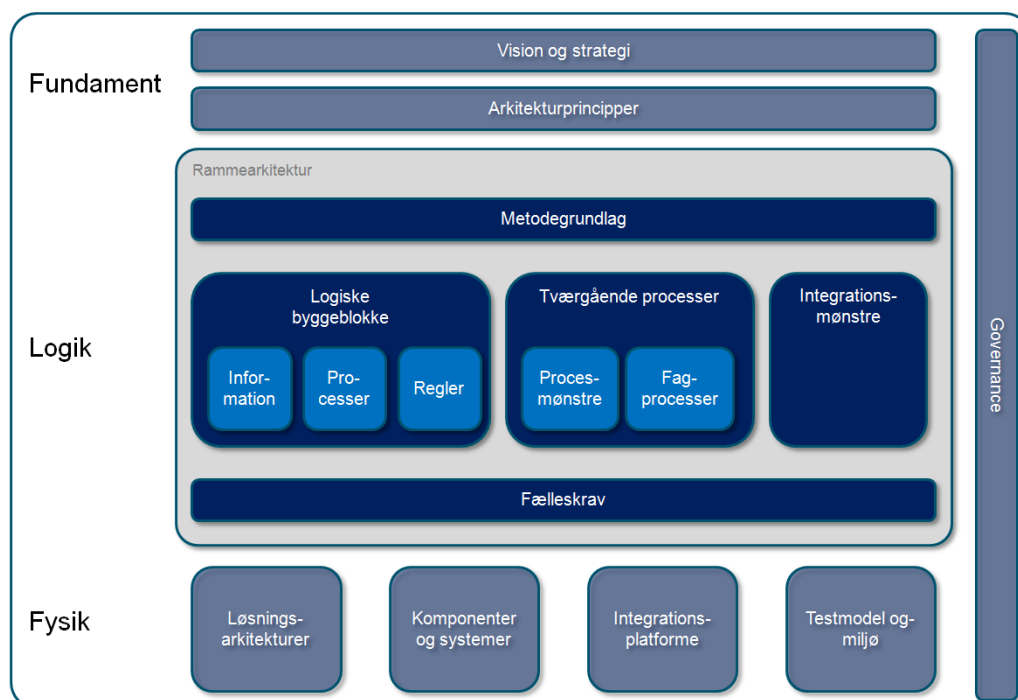 Fundament
Vision og strategi
Arkitekturprincipper
Rammearkitektur
Metodegrundlag
Logik
Logiske
byggeblokke
Infor-
mation
Pro-
cesser
Regler
Tværgående processer
Proces-
mønstre
Fag-
processer
Integrations-
mønstre
Fælleskrav
Fysik
Løsnings-
arkitekturer
Komponenter
og systemer
Integrations-
platforme
Testmodel og-
miljø
Governance